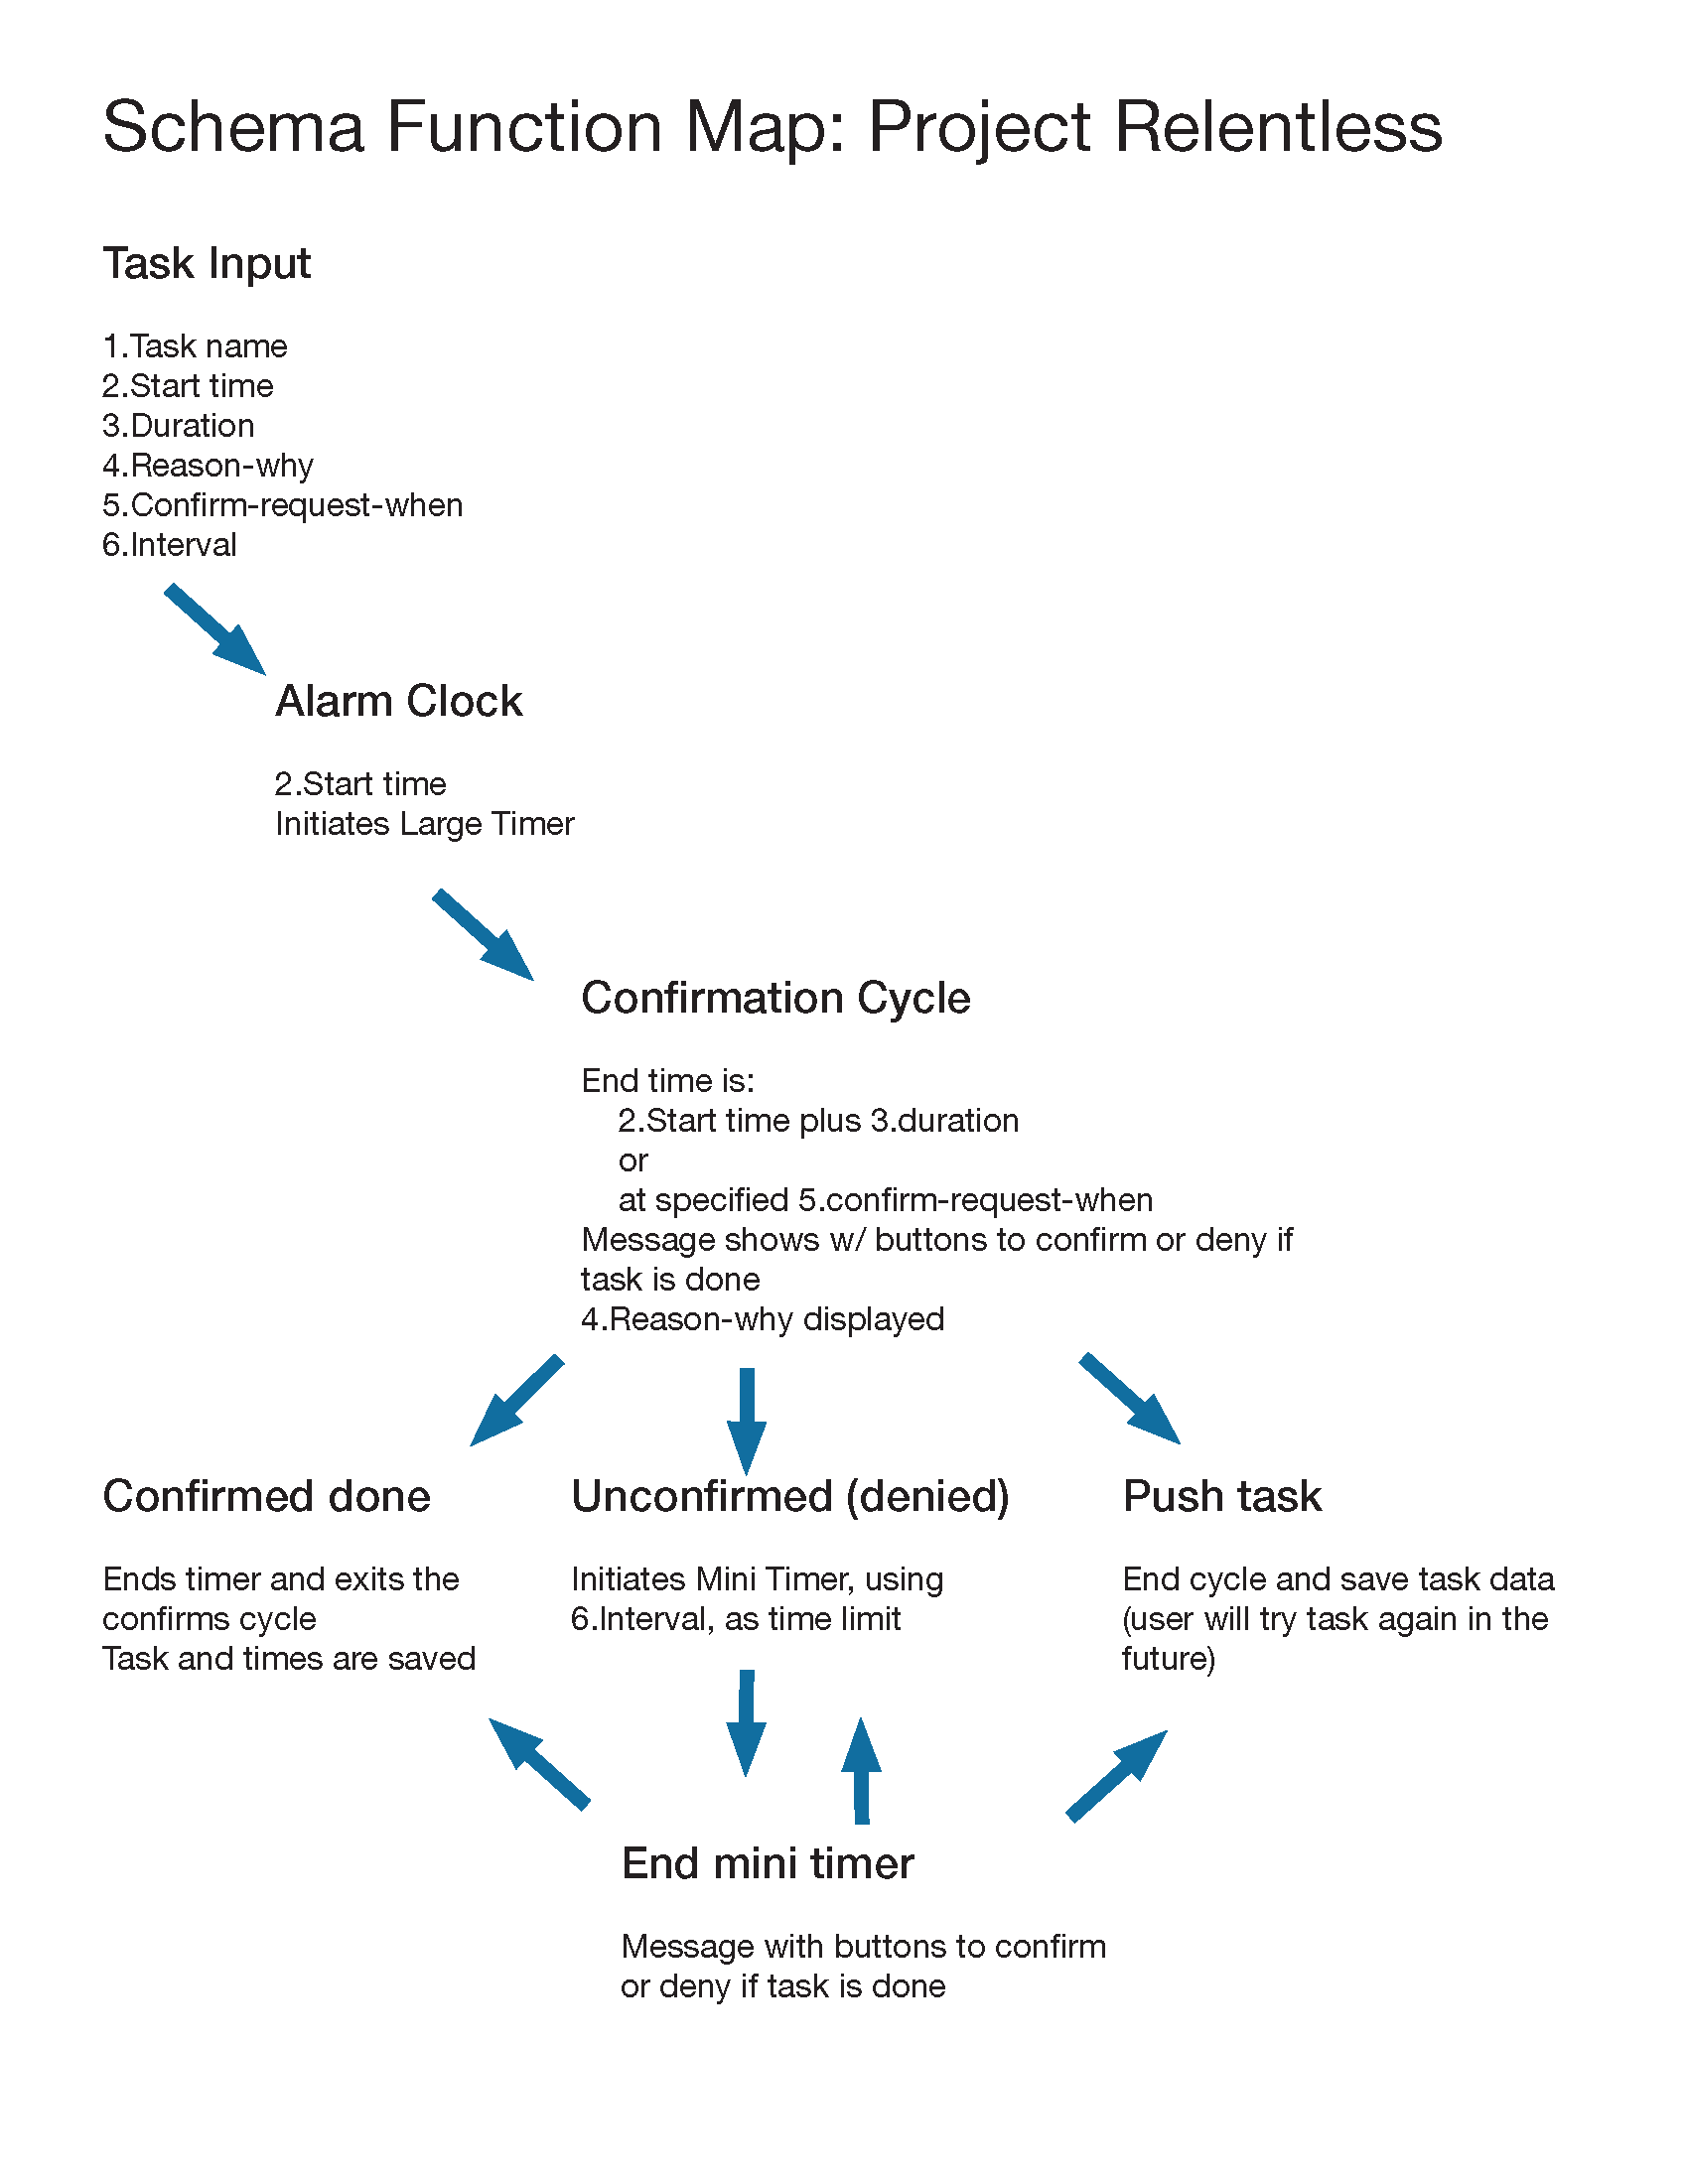 Schema Function Map: Project Relentless
Task Input
1.Task name
2.Start time
3.Duration
4.Reason-why
5.Confirm-request-when
6.Interval
Alarm Clock
2.Start time
Initiates Large Timer
Confirmation Cycle
End time is:
2.Start time plus 3.duration
or
at specified 5.confirm-request-when
Message shows w/ buttons to confirm or deny if
task is done
4.Reason-why displayed
Confirmed done
Ends timer and exits the
confirms cycle
Task and times are saved
Unconfirmed (denied)
Initiates Mini Timer, using
6.Interval, as time limit
Push task
End cycle and save task data
(user will try task again in the
future)
End mini timer
Message with buttons to confirm
or deny if task is done